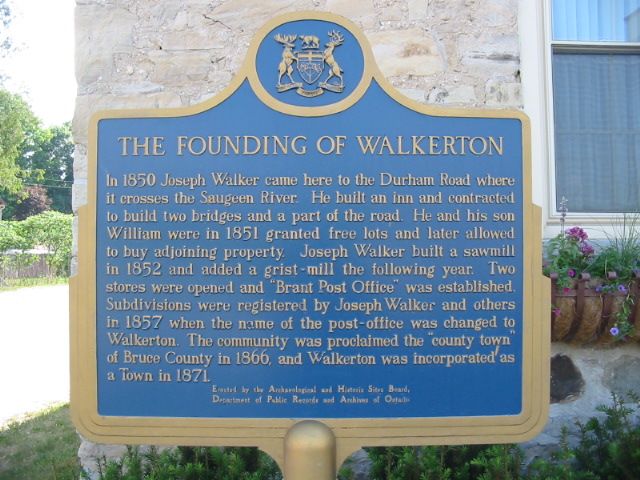 THE FOUNDING OF WALKERTON
In 1850 Joseph Walker came here to the Durham Road where
it crosses the Saugeen River. He built an inn and contracted
to build two bridges and a part of the road. He and his son
William were in 1851 granted free lots and later allowed
to buy adjoining property. Joseph Walker built a sawmill
in 1852 and added a grist-mill the following year. Two
stores were opened and "Brant Post Office" was established.
Subdivisions were registered by Joseph Walker and others
in 1857 when the name of the post-office was changed to
Walkerton. The community was proclaimed the "county town"
of Bruce County in 1866, and Walkerton was incorporated as
a Town in 1871.
Erected by the Archaeological and Historic Sites Board,
Department of Public Records and Archives of Ontario